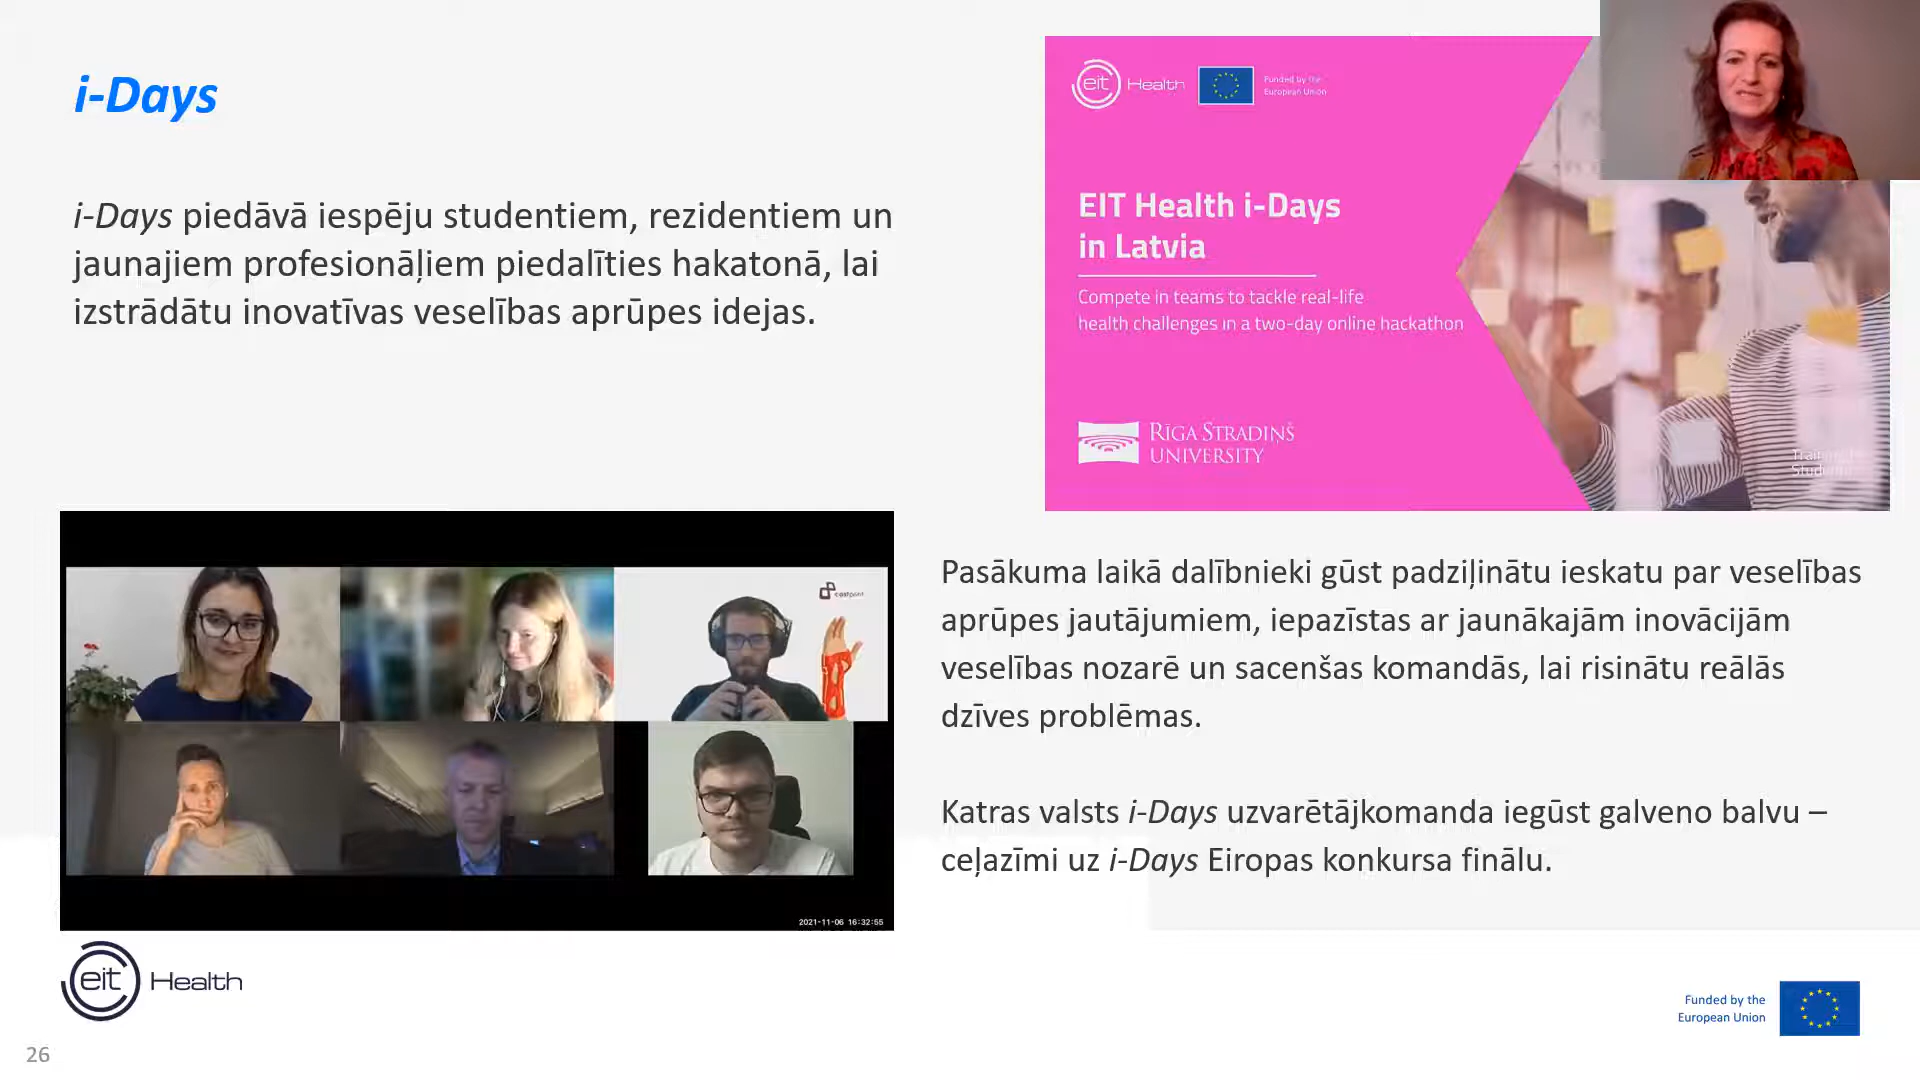 i-Days
i-Days piedāvā iespēju studentiem, rezidentiem un
jaunajiem profesionāļiem piedalīties hakatonā, lai
izstrādātu inovatīvas veselības aprūpes idejas.
eit Health
Funded by the
European Union
EIT Health i-Days
in Latvia
Compete in teams to tackle real-life
health challenges in a two-day online hackathon
RĪGA STRADIŅŠ
UNIVERSITY
castprint
2021-11-06 16:32:55
Pasākuma laikā dalībnieki gūst padziļinātu ieskatu par veselības
aprūpes jautājumiem, iepazīstas ar jaunākajām inovācijām
veselības nozarē un sacenšas komandās, lai risinātu reālās
dzīves problēmas.
Katras valsts i-Days uzvarētājkomanda iegūst galveno balvu –
ceļazīmi uz i-Days Eiropas konkursa finālu.
eit Health
Funded by the
European Union
26